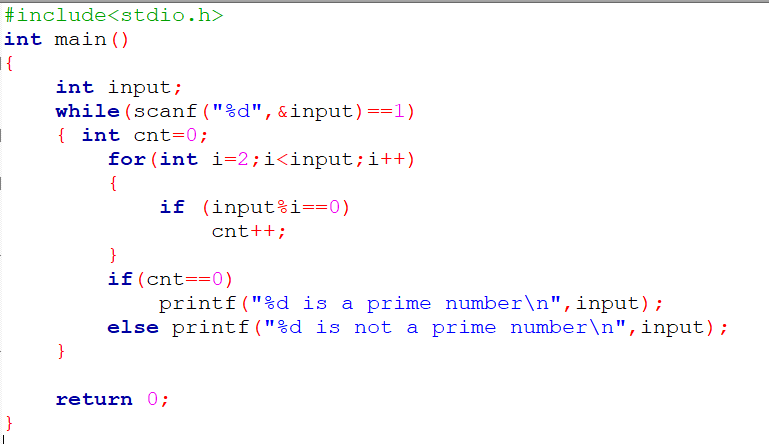 #include<stdio.h>
int main()
{
    int input;
    while(scanf("%d",&input)==1)
    { int cnt=0;
        for(int i=2;i<input;i++)
        {
            if (input%i==0)
                cnt++;
        }
        if(cnt==0)
            printf("%d is a prime number\n",input);
        else printf("%d is not a prime number\n",input);
    }

    return 0;
}